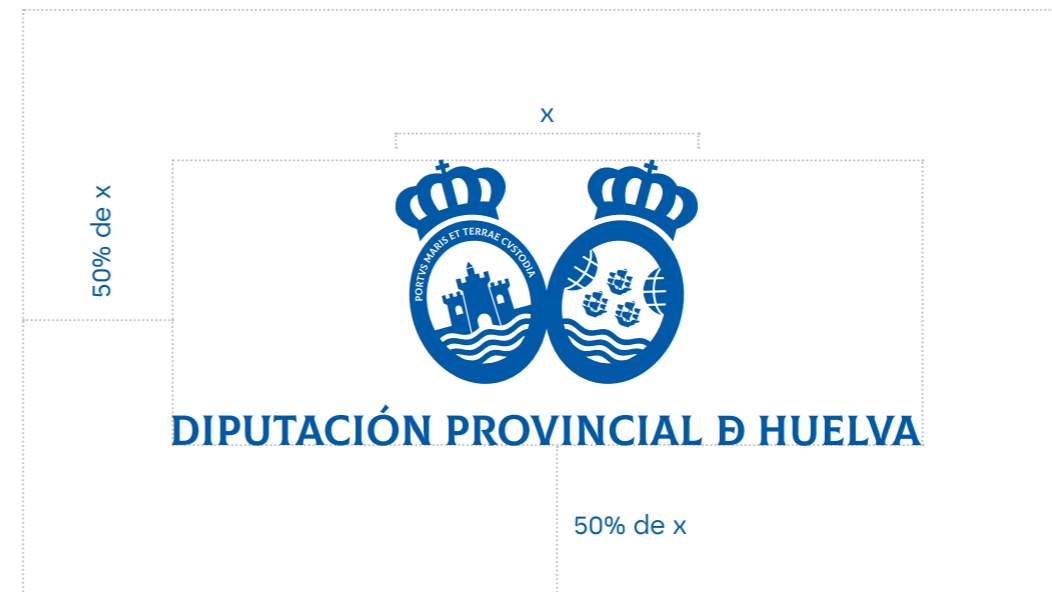 x
50% de x
PORTVS MARIS ET TERRAE CVSTODIA
DIPUTACIÓN PROVINCIAL Đ HUELVA
50% de x